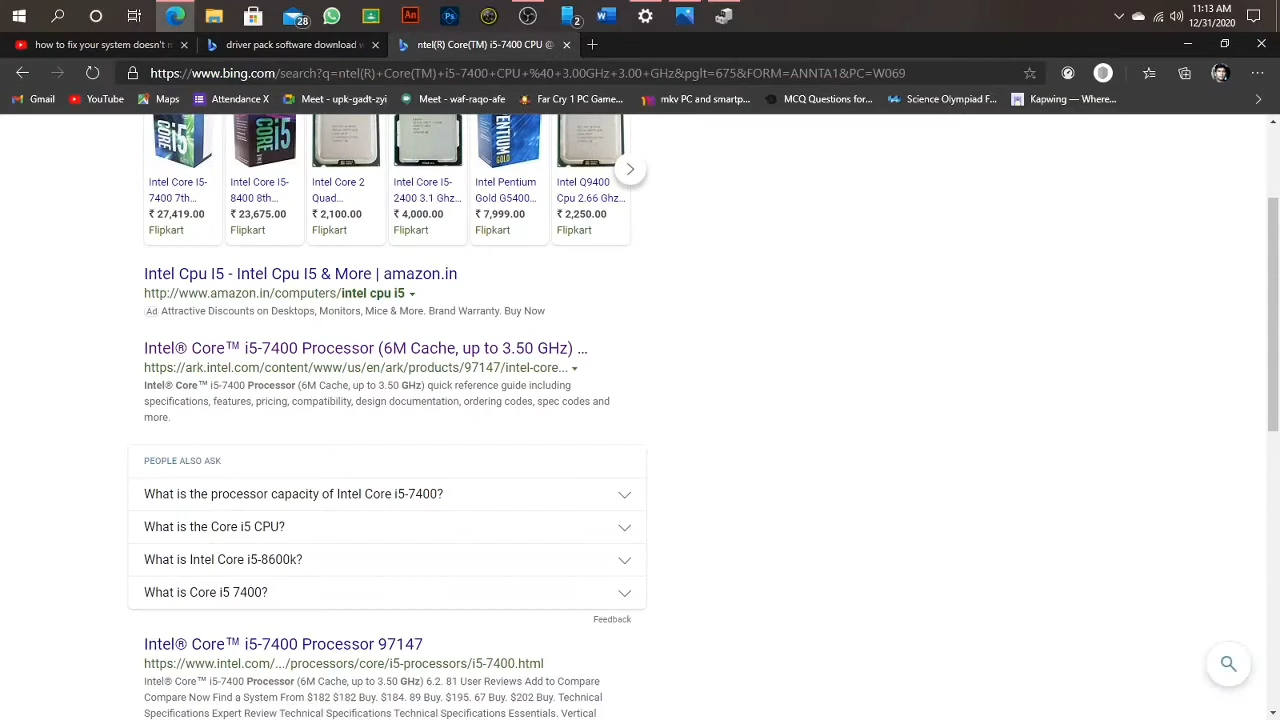 28
An
Ps
2
11:13 AM
12/31/2020
how to fix your system doesn't n
driver pack software download w
ntel(R) Core(TM) i5-7400 CPU @
https://www.bing.com/search?q=ntel(R)+Core(TM)+i5-7400+CPU+%40+3.00GHz+3.00+GHz&pglt=675&FORM=ANNTA1&PC=W069
Gmail
YouTube
Maps
Attendance X
Meet - upk-gadt-zyi
Meet - waf-raqo-afe
Far Cry 1 PC Game...
mkv PC and smartp...
MCQ Questions for...
Science Olympiad F...
Kapwing — Where...
Intel Core I5-
7400 7th...
₹ 27,419.00
Flipkart
Intel Core I5-
8400 8th...
₹ 23,675.00
Flipkart
Intel Core 2
Quad...
₹ 2,100.00
Flipkart
Intel Core I5-
2400 3.1 Ghz...
₹ 4,000.00
Flipkart
Intel Pentium
Gold G5400...
₹ 7,999.00
Flipkart
Intel Q9400
Cpu 2.66 Ghz...
₹ 2,250.00
Flipkart
Intel Cpu I5 - Intel Cpu I5 & More | amazon.in
http://www.amazon.in/computers/intel cpu i5
Ad Attractive Discounts on Desktops, Monitors, Mice & More. Brand Warranty. Buy Now
Intel® Core™ i5-7400 Processor (6M Cache, up to 3.50 GHz) ...
https://ark.intel.com/content/www/us/en/ark/products/97147/intel-core...
Intel® Core™ i5-7400 Processor (6M Cache, up to 3.50 GHz) quick reference guide including
specifications, features, pricing, compatibility, design documentation, ordering codes, spec codes and
more.
PEOPLE ALSO ASK
What is the processor capacity of Intel Core i5-7400?
What is the Core i5 CPU?
What is Intel Core i5-8600k?
What is Core i5 7400?
Feedback
Intel® Core™ i5-7400 Processor 97147
https://www.intel.com/.../processors/core/i5-processors/i5-7400.html
Intel® Core™ i5-7400 Processor (6M Cache, up to 3.50 GHz) 6.2. 81 User Reviews Add to Compare
Compare Now Find a System From $182 $182 Buy. $184. 89 Buy. $195. 67 Buy. $202 Buy. Technical
Specifications Expert Review Technical Specifications Technical Specifications Essentials. Vertical